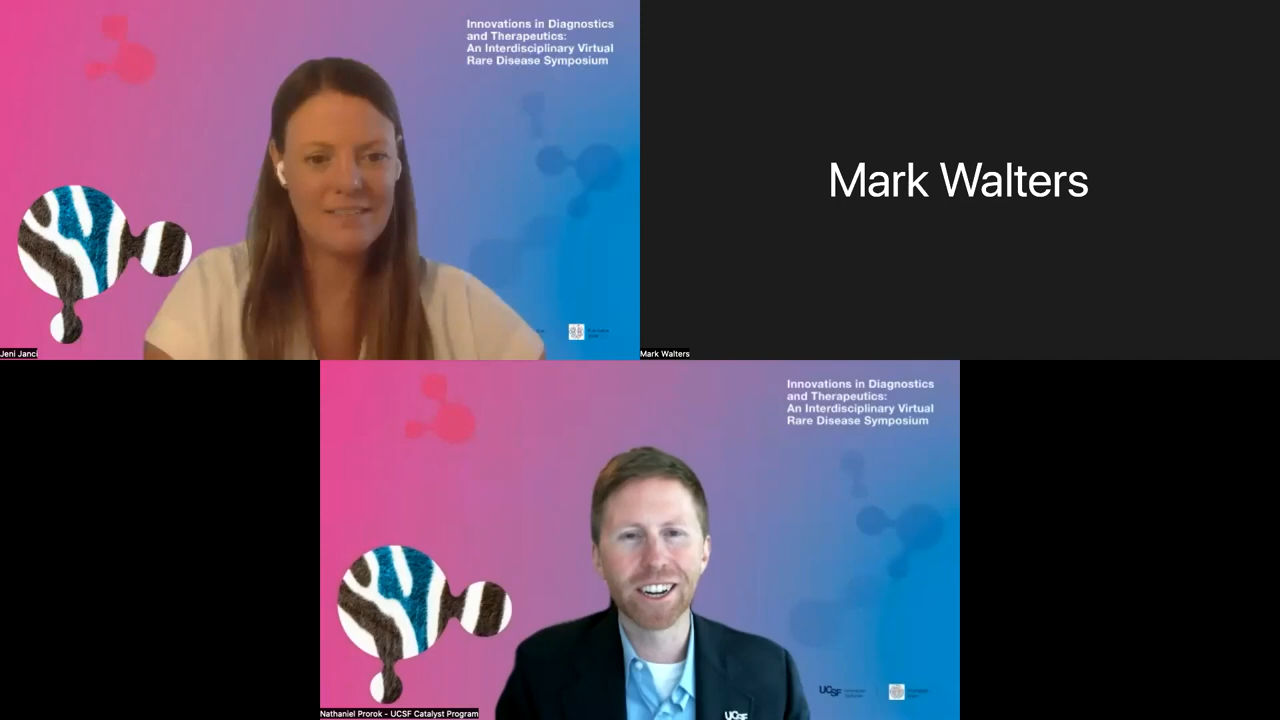 Innovations in Diagnostics
and Therapeutics:
An Interdisciplinary Virtual
Rare Disease Symposium
Mark Walters
Jeni Janci
Mark Walters
Innovations in Diagnostics
and Therapeutics:
An Interdisciplinary Virtual
Rare Disease Symposium
UCSF
UCSF
Nathaniel Prorok - UCSF Catalyst Program